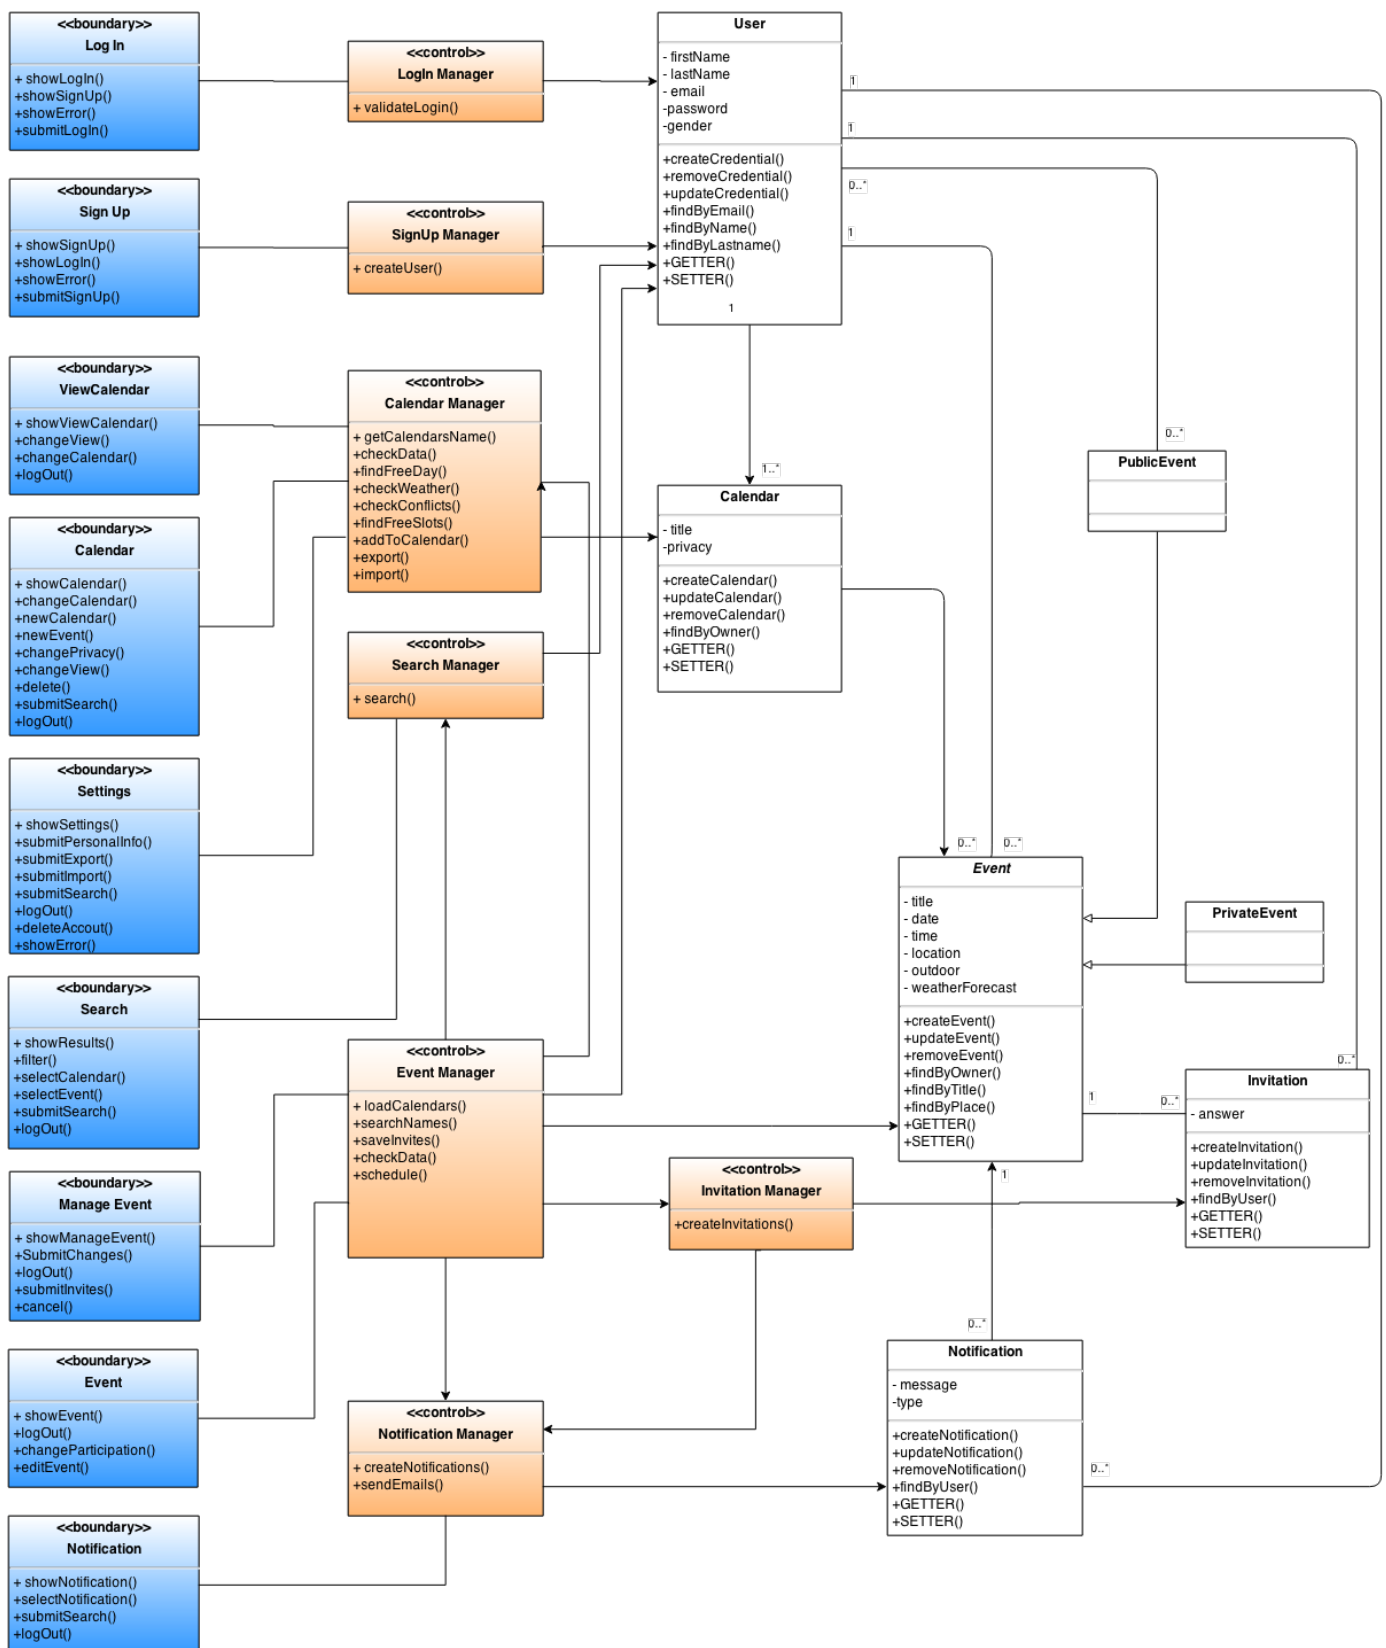 <<boundary>>
Log In
+ showLogIn()
+showSignUp()
+showError()
+submitLogIn()
<<control>>
LogIn Manager
+ validateLogin()
User
- firstName
- lastName
- email
-password
-gender
+createCredential()
+removeCredential()
+updateCredential()
+findByEmail()
+findByName()
+findByLastname()
+GETTER()
+SETTER()
1
1
1
0..*
1
<<boundary>>
Sign Up
+ showSignUp()
+showLogIn()
+showError()
+submitSignUp()
<<control>>
SignUp Manager
+ createUser()
<<boundary>>
ViewCalendar
+ showViewCalendar()
+changeView()
+changeCalendar()
+logOut()
<<control>>
Calendar Manager
+ getCalendarsName()
+checkData()
+findFreeDay()
+checkWeather()
+checkConflicts()
+findFreeSlots()
+addToCalendar()
+export()
+import()
0..*
PublicEvent
1..*
Calendar
- title
-privacy
+createCalendar()
+updateCalendar()
+removeCalendar()
+findByOwner()
+GETTER()
+SETTER()
<<boundary>>
Calendar
+ showCalendar()
+changeCalendar()
+newCalendar()
+newEvent()
+changePrivacy()
+changeView()
+delete()
+submitSearch()
+logOut()
<<control>>
Search Manager
+ search()
<<boundary>>
Settings
+ showSettings()
+submitPersonalInfo()
+submitExport()
+submitImport()
+submitSearch()
+logOut()
+deleteAccout()
+showError()
0..*
0..*
Event
- title
- date
- time
- location
- outdoor
- weatherForecast
+createEvent()
+updateEvent()
+removeEvent()
+findByOwner()
+findByTitle()
+findByPlace()
+GETTER()
+SETTER()
PrivateEvent
<<boundary>>
Search
+ showResults()
+filter()
+selectCalendar()
+selectEvent()
+submitSearch()
+logOut()
<<control>>
Event Manager
+ loadCalendars()
+searchNames()
+saveInvites()
+checkData()
+schedule()
0..*
1
0..*
Invitation
- answer
+createInvitation()
+updateInvitation()
+removeInvitation()
+findByUser()
+GETTER()
+SETTER()
<<control>>
Invitation Manager
+createInvitations()
1
<<boundary>>
Manage Event
+ showManageEvent()
+SubmitChanges()
+logOut()
+submitInvites()
+cancel()
0..*
Notification
- message
-type
+createNotification()
+updateNotification()
+removeNotification()
+findByUser()
+GETTER()
+SETTER()
0..*
<<boundary>>
Event
+ showEvent()
+logOut()
+changeParticipation()
+editEvent()
<<control>>
Notification Manager
+ createNotifications()
+sendEmails()
<<boundary>>
Notification
+ showNotification()
+selectNotification()
+submitSearch()
+logOut()